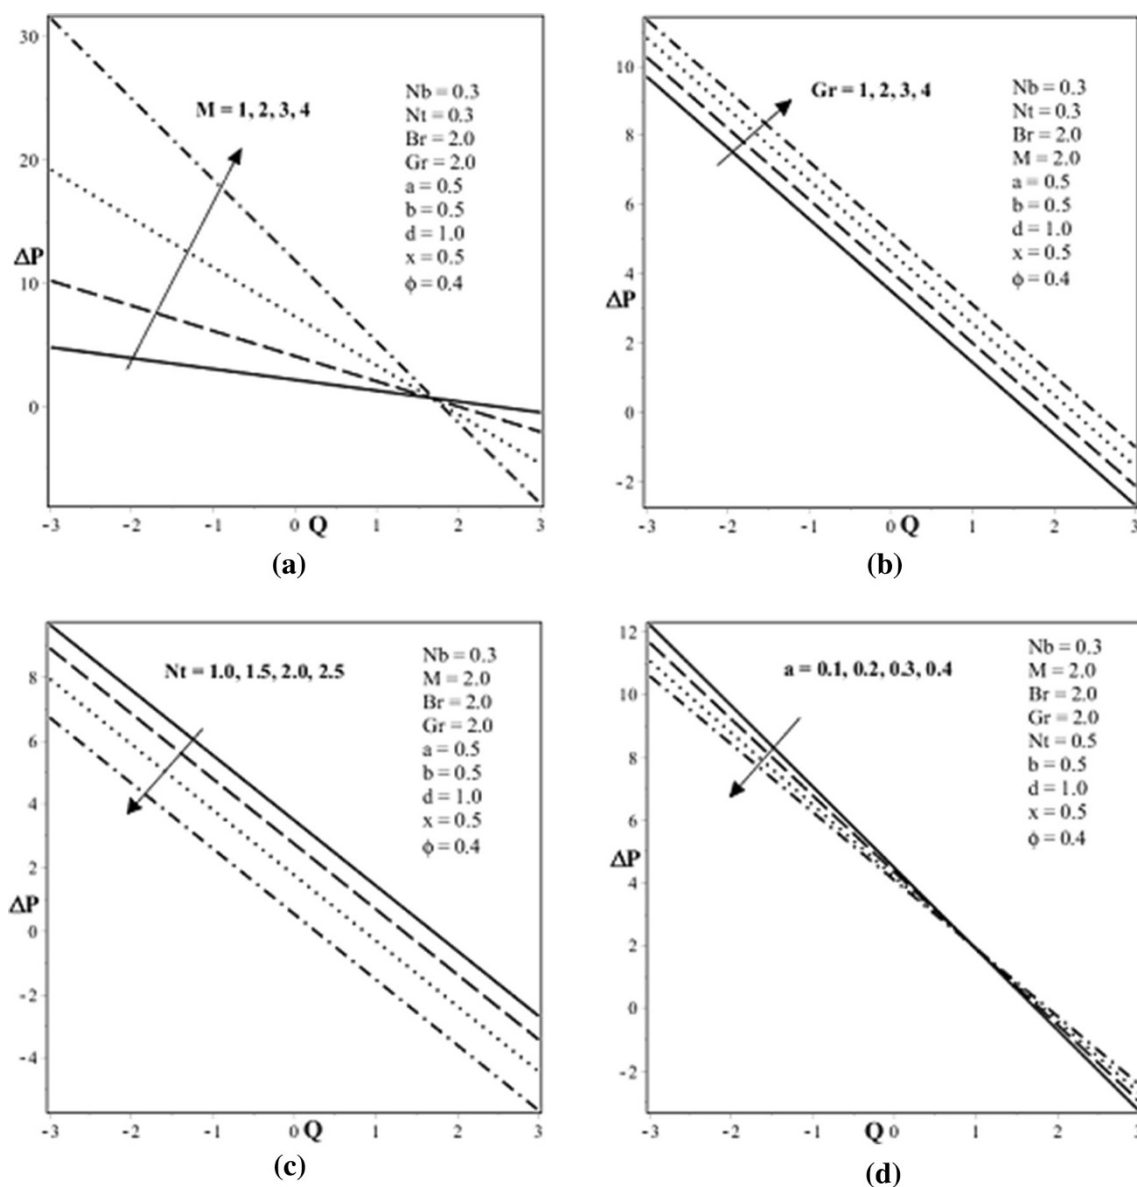 30
20
ΔP
10
0
-3 -2 -1 0 Q 1 2 3
M = 1, 2, 3, 4
Nb = 0.3
Nt = 0.3
Br = 2.0
Gr = 2.0
a = 0.5
b = 0.5
d = 1.0
x = 0.5
ϕ = 0.4
(a)
10
8
6
4
ΔP
2
0
-2
-3 -2 -1 0 Q 1 2 3
Gr = 1, 2, 3, 4
Nb = 0.3
Nt = 0.3
Br = 2.0
M = 2.0
a = 0.5
b = 0.5
d = 1.0
x = 0.5
ϕ = 0.4
(b)
8
6
4
2
ΔP
0
-2
-4
-3 -2 -1 0 Q 1 2 3
Nt = 1.0, 1.5, 2.0, 2.5
Nb = 0.3
M = 2.0
Br = 2.0
Gr = 2.0
a = 0.5
b = 0.5
d = 1.0
x = 0.5
ϕ = 0.4
(c)
12
10
8
6
ΔP
4
2
0
-2
-3 -2 -1 Q 0 1 2 3
a = 0.1, 0.2, 0.3, 0.4
Nb = 0.3
M = 2.0
Br = 2.0
Gr = 2.0
Nt = 0.5
b = 0.5
d = 1.0
x = 0.5
ϕ = 0.4
(d)